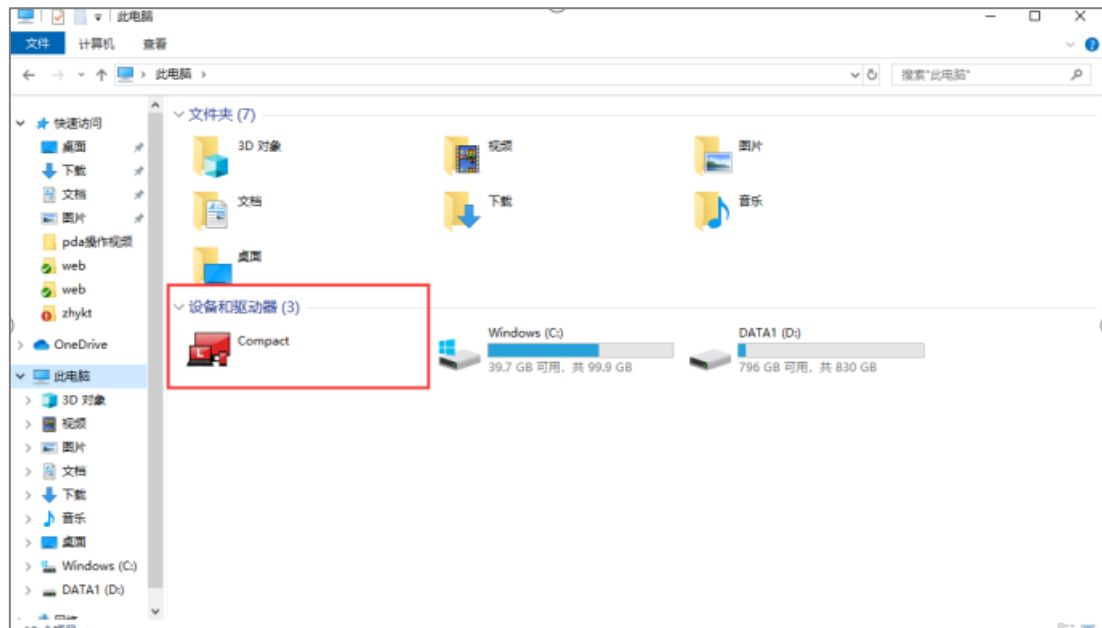 此电脑
文件 计算机 查看
此电脑
搜索"此电脑"
快速访问
桌面
下载
文档
图片
pda操作视频
web
web
zhykt
OneDrive
此电脑
3D 对象
视频
图片
文档
下载
音乐
桌面
Windows (C:)
DATA1 (D:)
文件夹 (7)
3D 对象
视频
图片
文档
下载
音乐
桌面
设备和驱动器 (3)
Compact
Windows (C:)
39.7 GB 可用，共 99.9 GB
DATA1 (D:)
796 GB 可用，共 830 GB